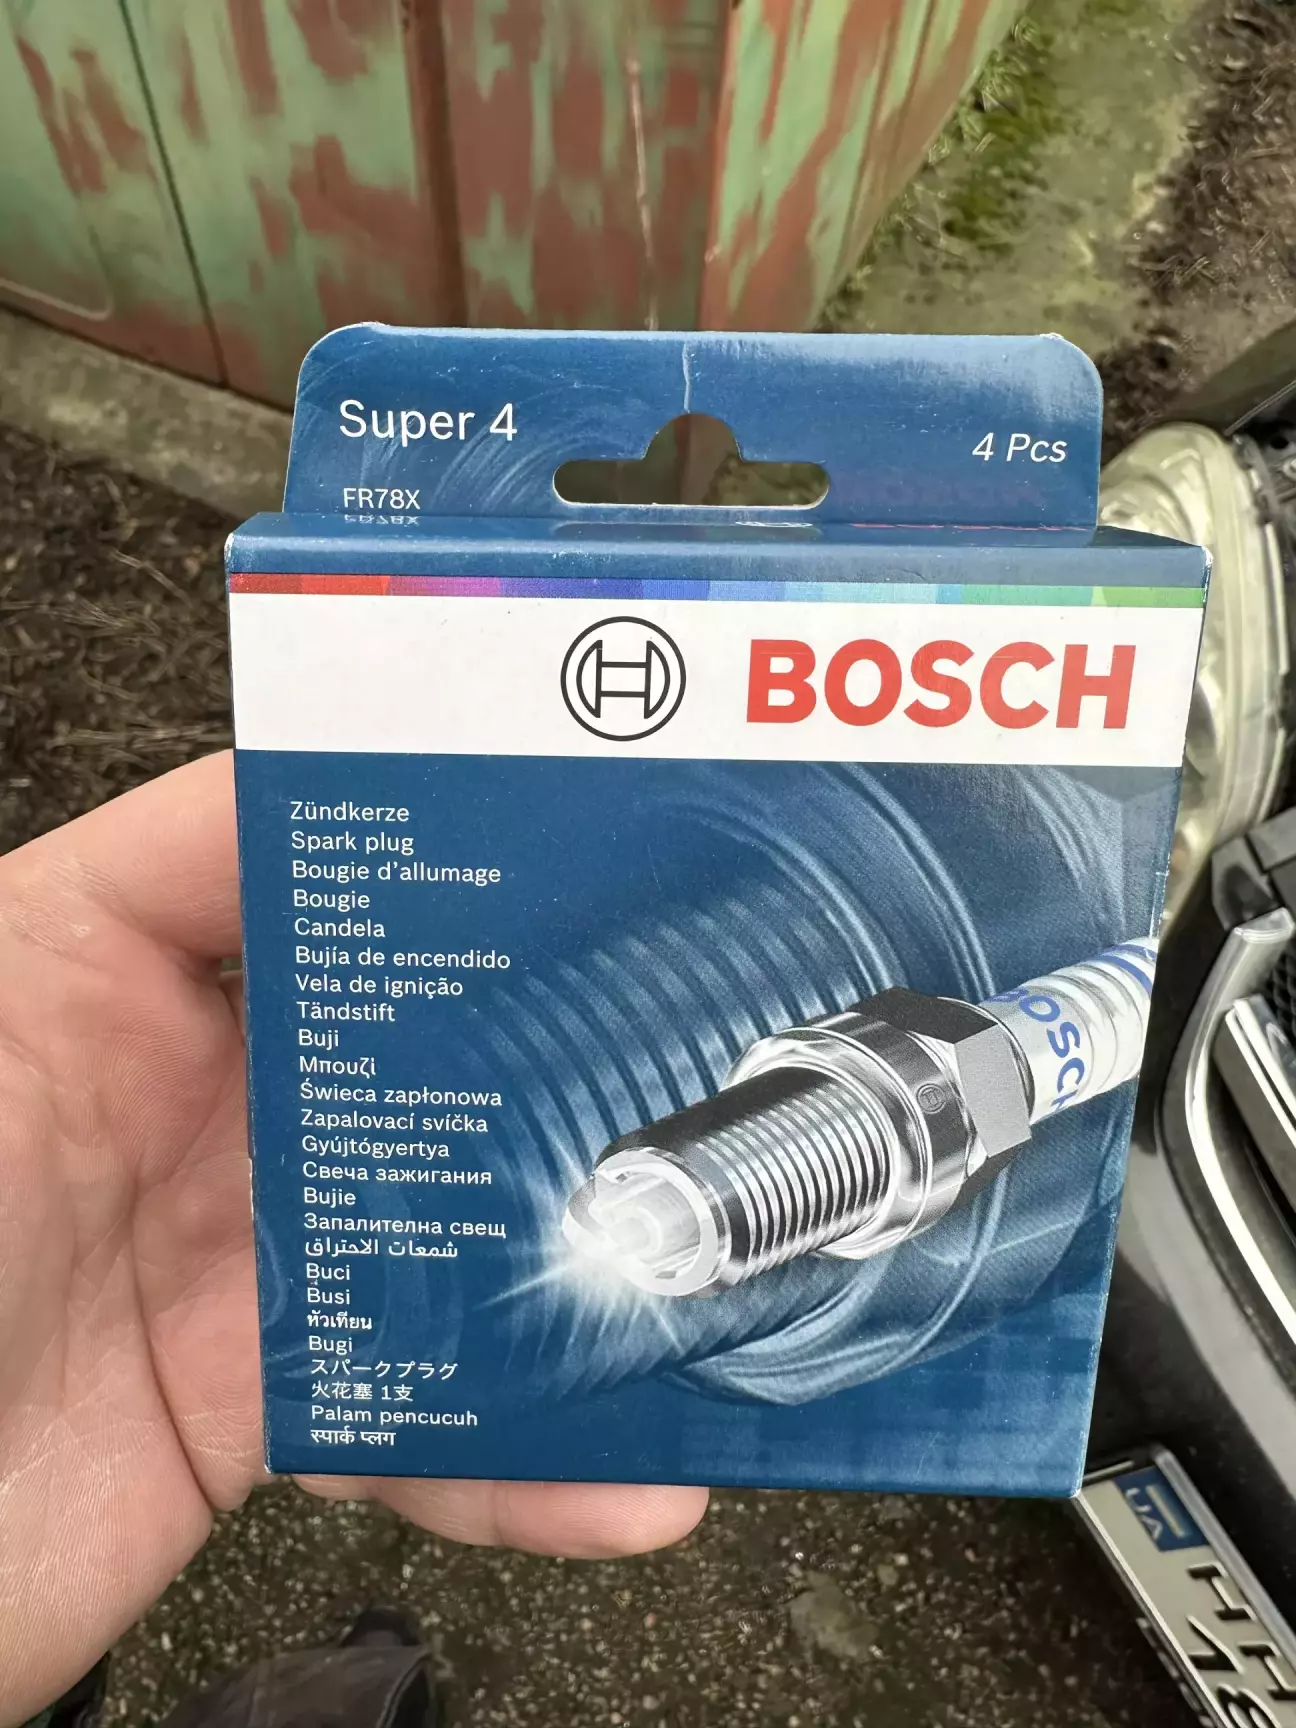 Super 4
4 Pcs
FR78X
BOSCH
Zündkerze
Spark plug
Bougie d'allumage
Bougie
Candela
Bujía de encendido
Vela de ignição
Tändstift
Buji
Μπουζί
Świeca zapłonowa
Zapalovací svíčka
Gyújtógyertya
Свеча зажигания
Bujie
Запалителна свещ
شمعات الاحتراق
Buci
Busi
หัวเทียน
Bugi
スパークプラグ
火花塞 1支
Palam pencucuh
स्पार्क प्लग
BOSCH
UA